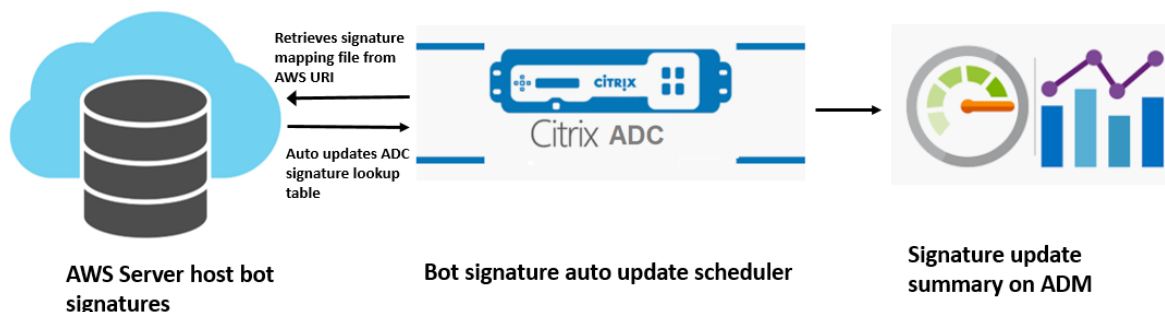 Retrieves signature
mapping file from
AWS URI
Auto updates ADC
signature lookup
table
CITRIX
Citrix ADC
AWS Server host bot
signatures
Bot signature auto update scheduler
Signature update
summary on ADM